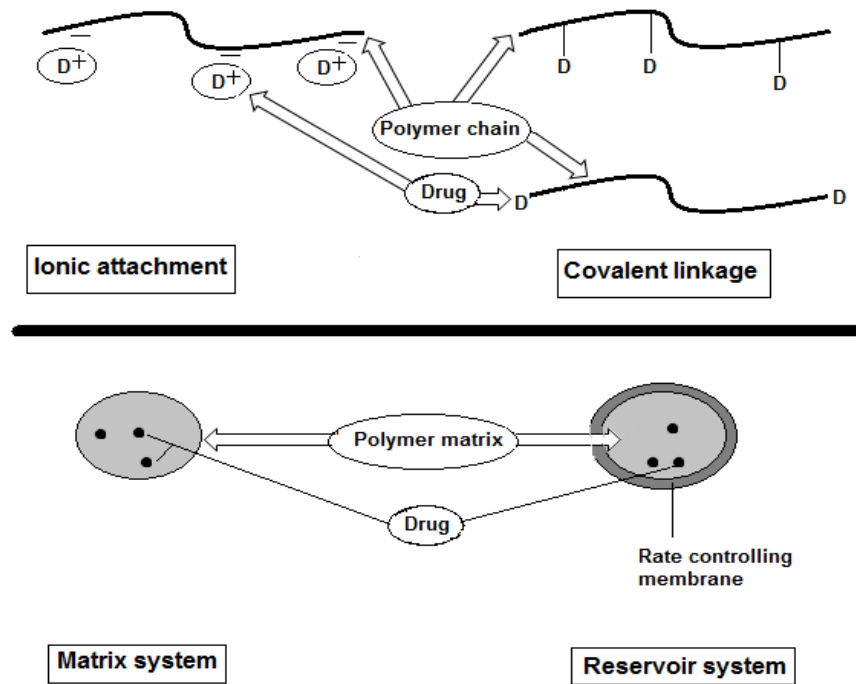 − − −
D+ D+ D+
D D D
Polymer chain
Drug
D D
Ionic attachment
Covalent linkage
Polymer matrix
Drug
Rate controlling
membrane
Matrix system
Reservoir system